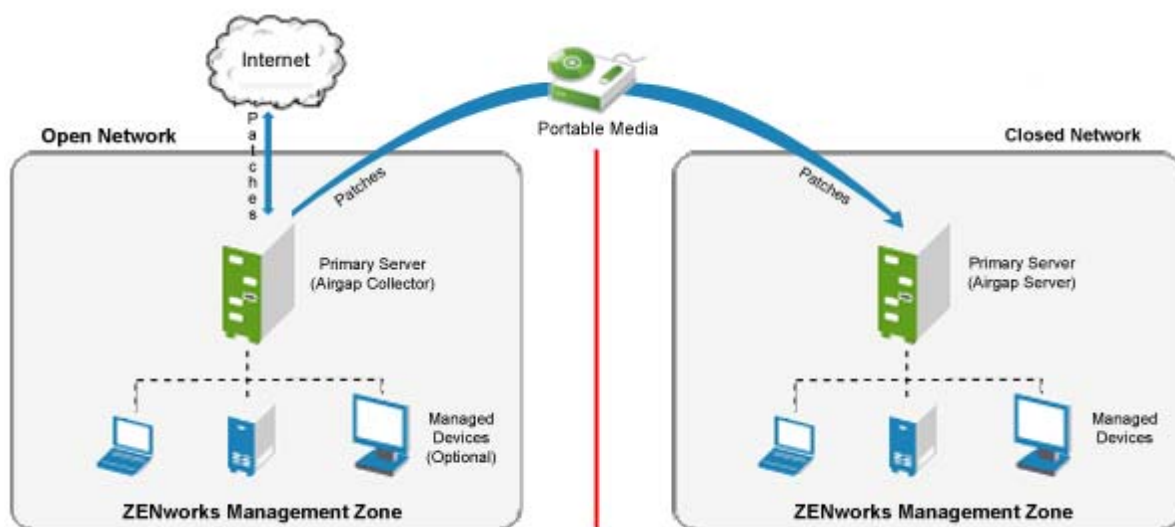 Internet
Patches
Open Network
Portable Media
Closed Network
Patches
Patches
Primary Server
(Airgap Collector)
Primary Server
(Airgap Server)
Managed
Devices
(Optional)
Managed
Devices
ZENworks Management Zone
ZENworks Management Zone